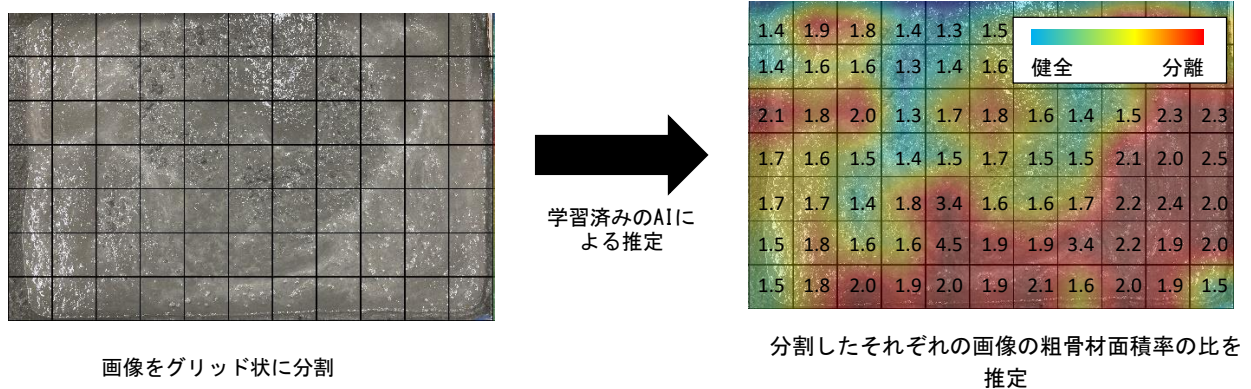 1.4 1.9 1.8 1.4 1.3 1.5
健全 分離
1.4 1.6 1.6 1.3 1.4 1.6
2.1 1.8 2.0 1.3 1.7 1.8 1.6 1.4 1.5 2.3 2.3
1.7 1.6 1.5 1.4 1.5 1.7 1.5 1.5 2.1 2.0 2.5
1.7 1.7 1.4 1.8 3.4 1.6 1.6 1.7 2.2 2.4 2.0
1.5 1.8 1.6 1.6 4.5 1.9 1.9 3.4 2.2 1.9 2.0
1.5 1.8 2.0 1.9 2.0 1.9 2.1 1.6 2.0 1.9 1.5
学習済みのAIに
よる推定
画像をグリッド状に分割
分割したそれぞれの画像の粗骨材面積率の比を
推定